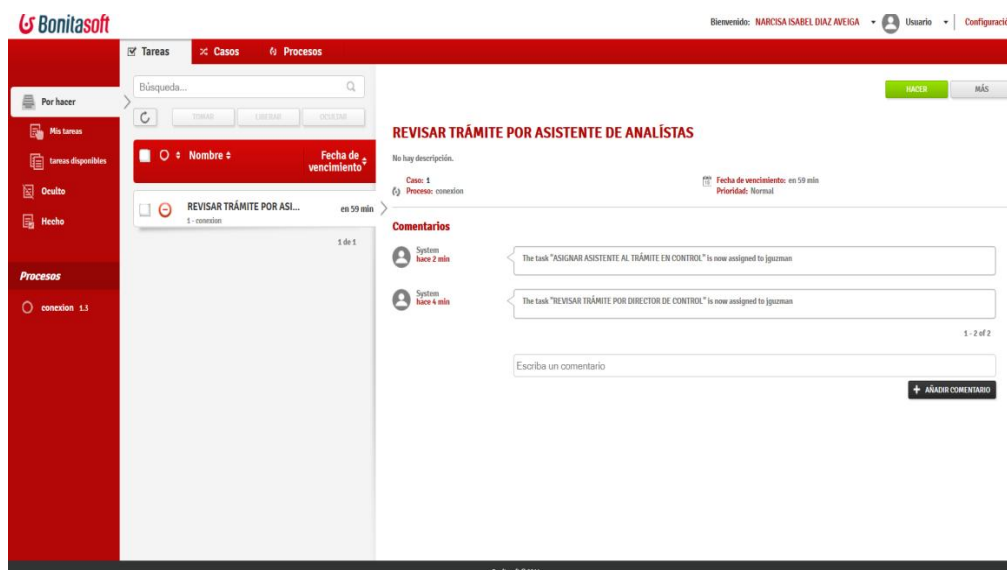 Bonitasoft
Bienvenido: NARCISA ISABEL DIAZ AVEIGA
Usuario
Configuració
Tareas
Casos
Procesos
Por hacer
Mis tareas
tareas disponibles
Oculto
Hecho
Procesos
conexion 1.3
Búsqueda...
TOMAR LIBERAR OCULTAR
Nombre
Fecha de
vencimiento
REVISAR TRÁMITE POR ASI...
en 59 min
1 - conexion
1 de 1
HACER
MÁS
REVISAR TRÁMITE POR ASISTENTE DE ANALÍSTAS
No hay descripción.
Caso: 1
Proceso: conexion
Fecha de vencimiento: en 59 min
Prioridad: Normal
Comentarios
System
hace 2 min
The task "ASIGNAR ASISTENTE AL TRÁMITE EN CONTROL" is now assigned to jguzman
System
hace 4 min
The task "REVISAR TRÁMITE POR DIRECTOR DE CONTROL" is now assigned to jguzman
1 - 2 of 2
Escriba un comentario
+ AÑADIR COMENTARIO